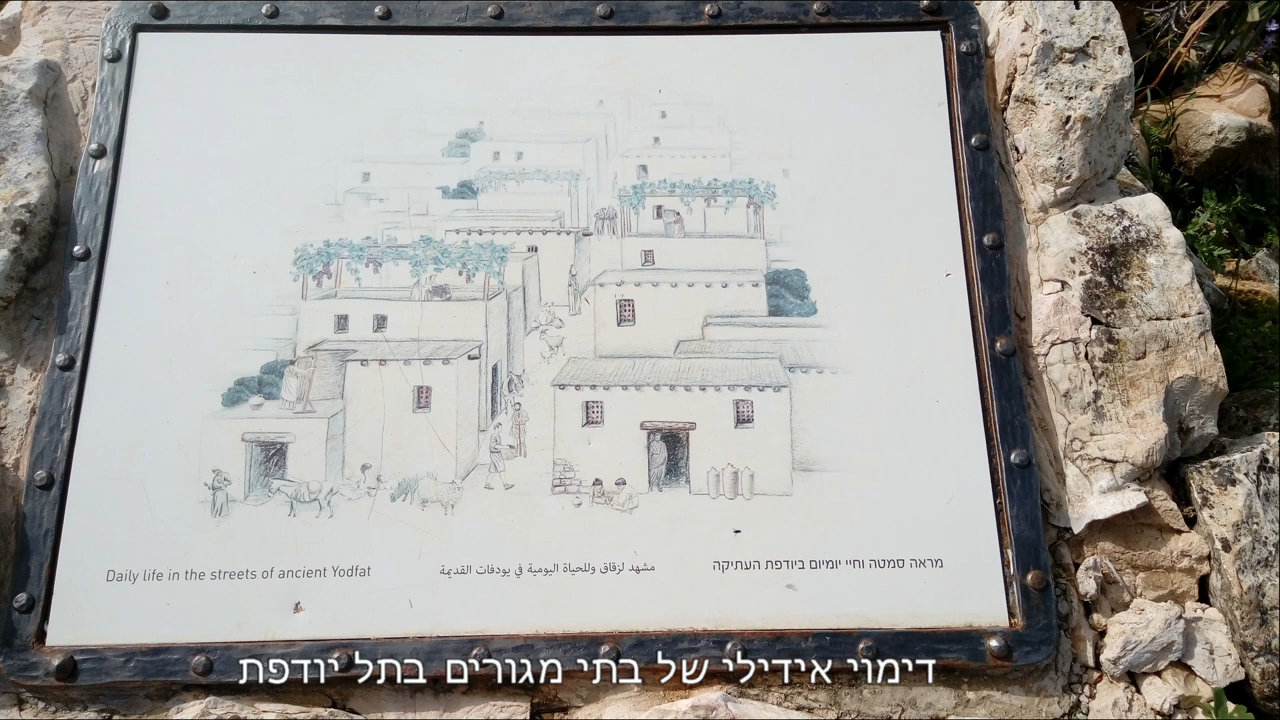 Daily life in the streets of ancient Yodfat
مشهد لزقاق وللحياة اليومية في يودفات القديمة
מראה סמטה וחיי יומיום ביודפת העתיקה
דימוי אידילי של בתי מגורים בתל יודפת